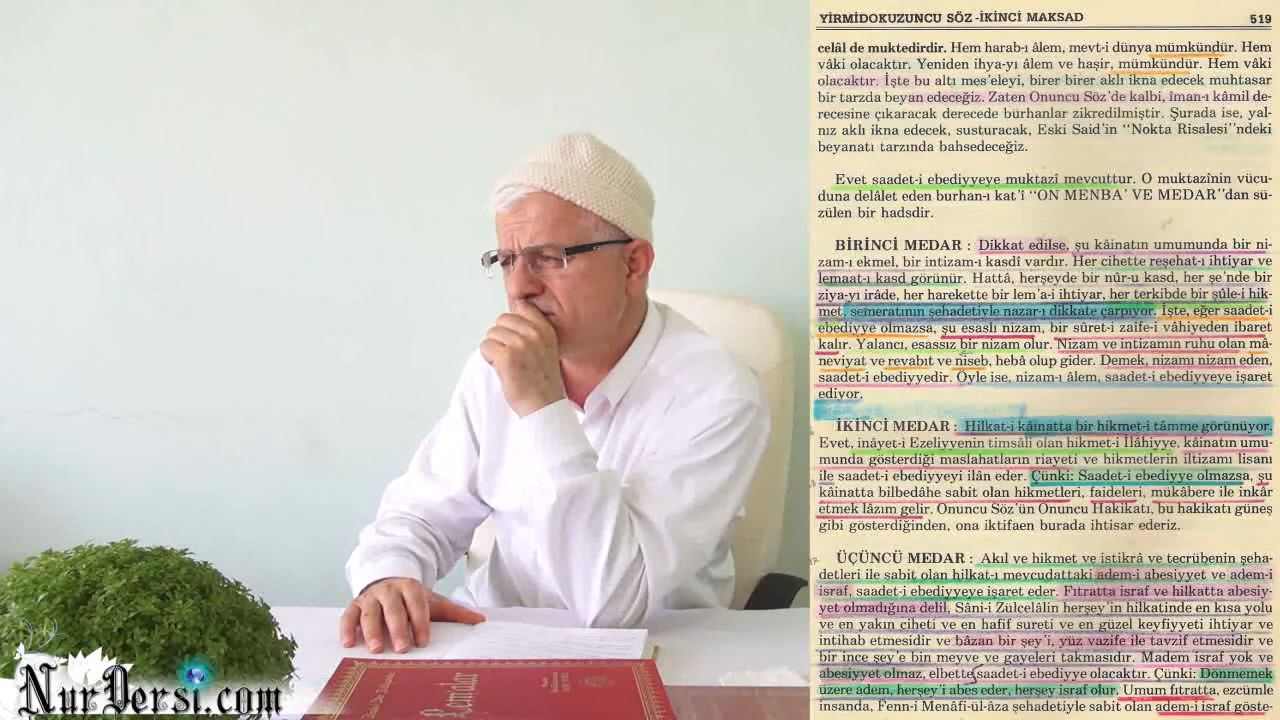 YİRMİDOKUZUNCU SÖZ-İKİNCİ MAKSAD 519
celâl de muktedirdir. Hem harab-ı âlem, mevt-i dünya mümkündür. Hem
vâki olacaktır. Yeniden ihya-yı âlem ve haşir, mümkündür. Hem vâki
olacaktır. İşte bu altı mes'eleyi, birer birer aklı ikna edecek muhtasar
bir tarzda beyan edeceğiz. Zaten Onuncu Söz'de kalbi, îman-ı kâmil de-
recesine çıkaracak derecede bürhanlar zikredilmiştir. Şurada ise, yal-
nız aklı ikna edecek, susturacak, Eski Said'in "Nokta Risalesi"ndeki
beyanatı tarzında bahsedeceğiz.
Evet saadet-i ebediyyeye muktazî mevcuttur. O muktazînin vücu-
duna delâlet eden burhan-ı kat'î "ON MENBA' VE MEDAR"dan sü-
zülen bir hadsdir.
BİRİNCİ MEDAR : Dikkat edilse, şu kâinatın umumunda bir ni-
zam-ı ekmel, bir intizam-ı kasdî vardır. Her cihette reşehat-ı ihtiyar ve
lemaat-ı kasd görünür. Hattâ, herşeyde bir nûr-u kasd, her şe'nde bir
ziya-yı irâde, her harekette bir lem'a-i ihtiyar, her terkibde bir şûle-i hik-
met, semeratının şehadetiyle nazar-ı dikkate çarpıyor. İşte, eğer saadet-i
ebediyye olmazsa, şu esaslı nizam, bir sûret-i zaife-i vâhiyeden ibaret
kalır. Yalancı, esassız bir nizam olur. Nizam ve intizamın ruhu olan mâ-
neviyat ve revabıt ve niseb, hebâ olup gider. Demek, nizamı nizam eden,
saadet-i ebediyyedir. Öyle ise, nizam-ı âlem, saadet-i ebediyyeye işaret
ediyor.
İKİNCİ MEDAR : Hilkat-i kâinatta bir hikmet-i tâmme görünüyor.
Evet, inâyet-i Ezeliyyenin timsâli olan hikmet-i İlâhiyye, kâinatın umu-
munda gösterdiği maslahatların riayeti ve hikmetlerin iltizamı lisanı
ile saadet-i ebediyyeyi ilân eder. Çünki: Saadet-i ebediyye olmazsa, şu
kâinatta bilbedâhe sabit olan hikmetleri, faideleri, mükâbere ile inkâr
etmek lâzım gelir. Onuncu Söz'ün Onuncu Hakikatı, bu hakikatı güneş
gibi gösterdiğinden, ona iktifaen burada ihtisar ederiz.
ÜÇÜNCÜ MEDAR : Akıl ve hikmet ve istikrâ ve tecrübenin şeha-
detleri ile sabit olan hilkat-ı mevcudattaki adem-i abesiyyet ve adem-i
israf, saadet-i ebediyyeye işaret eder. Fıtratta israf ve hilkatta abesiy-
yet olmadığına delil, Sâni-i Zülcelâlin herşey'in hilkatinde en kısa yolu
ve en yakın ciheti ve en hafif sureti ve en güzel keyfiyyeti ihtiyar ve
intihab etmesidir ve bâzan bir şey'i, yüz vazife ile tavzif etmesidir ve
bir ince şey'e bin meyve ve gayeleri takmasıdır. Madem israf yok ve
abesiyyet olmaz, elbette saadet-i ebediyye olacaktır. Çünki: Dönmemek
üzere adem, herşey'i abes eder, herşey israf olur. Umum fıtratta, ezcümle
insanda, Fenn-i Menâfi-ül-âza şehadetiyle sabit olan adem-i israf göste-
Lemalar
NurDersi.com